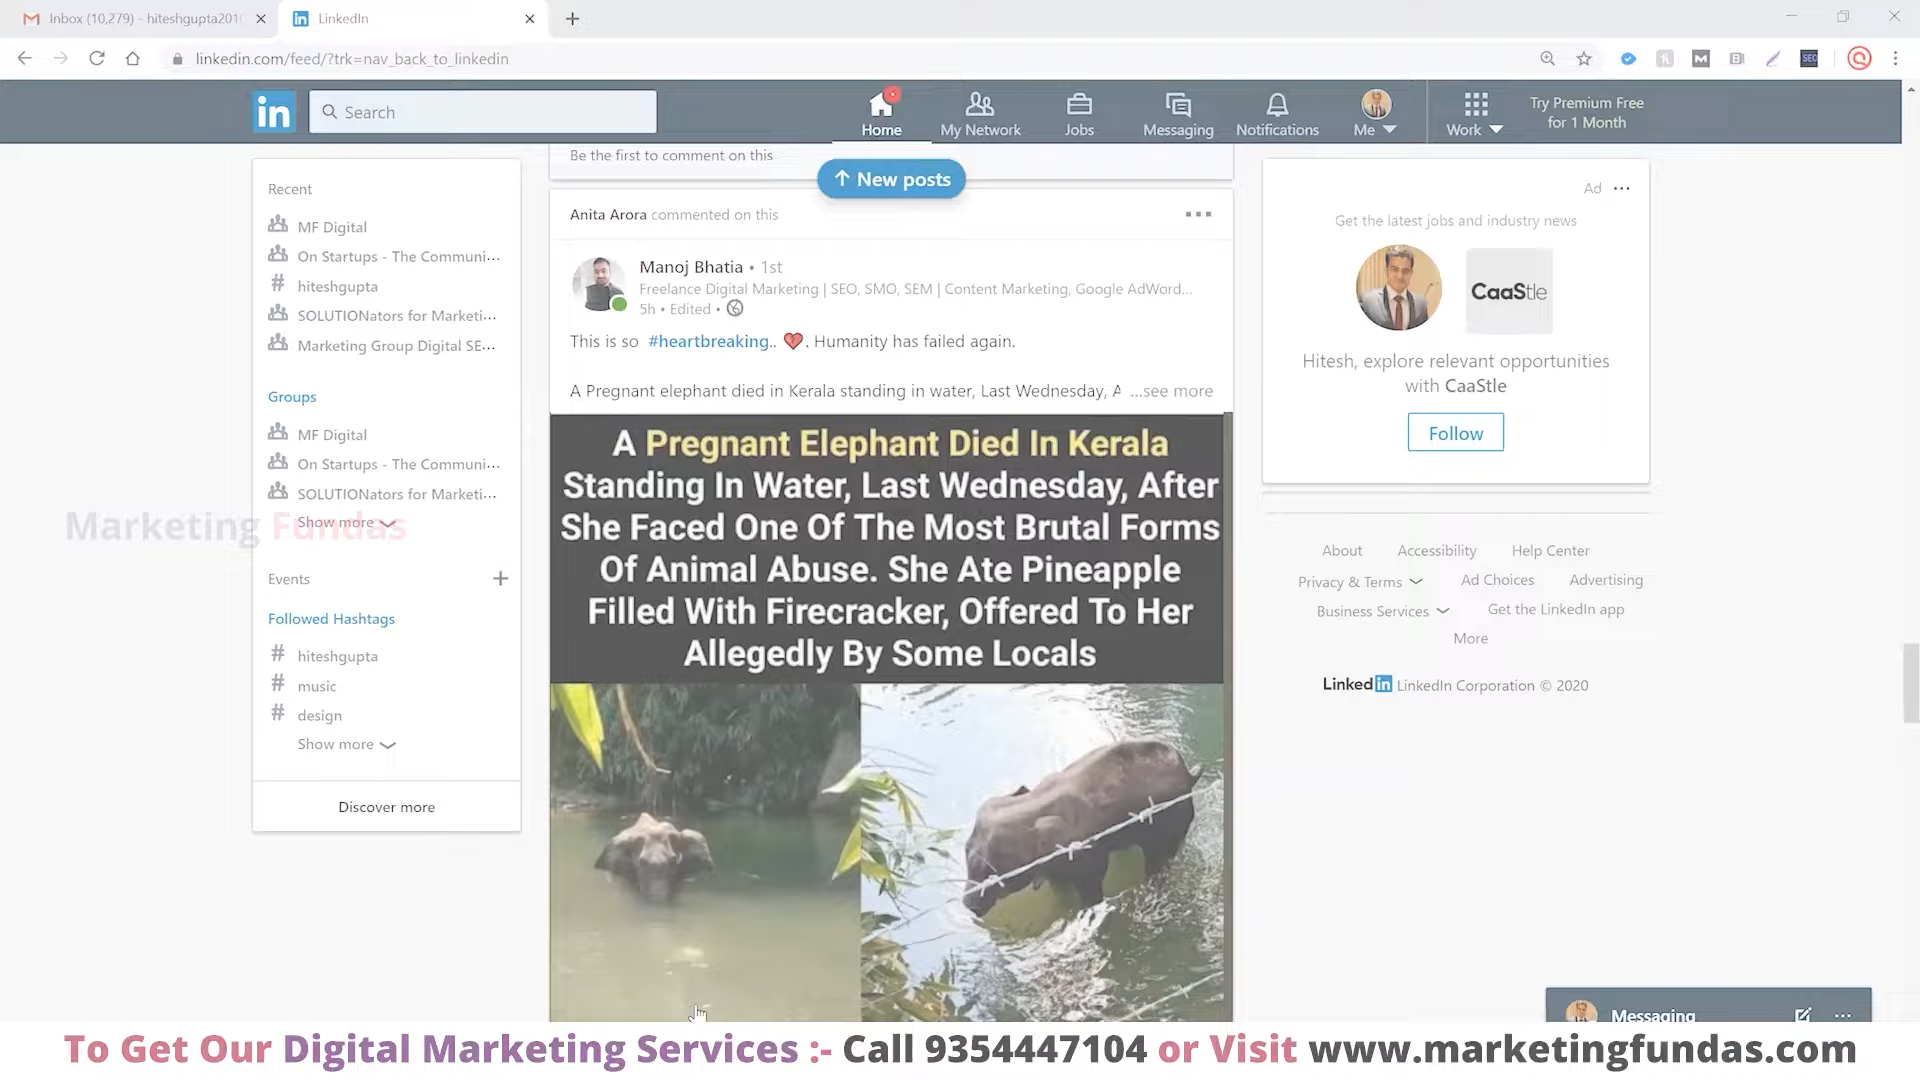 Inbox (10,279) - hiteshgupta201
LinkedIn
linkedin.com/feed/?trk=nav_back_to_linkedin
in
Search
Home
My Network
Jobs
Messaging
Notifications
Me
Work
Try Premium Free
for 1 Month
Recent
MF Digital
On Startups - The Communi...
# hiteshgupta
SOLUTIONators for Marketi...
Marketing Group Digital SE...
Groups
MF Digital
On Startups - The Communi...
SOLUTIONators for Marketi...
Show more
Marketing Fundas
Events +
Followed Hashtags
# hiteshgupta
# music
# design
Show more
Discover more
Be the first to comment on this
↑ New posts
Anita Arora commented on this
Manoj Bhatia • 1st
Freelance Digital Marketing | SEO, SMO, SEM | Content Marketing, Google AdWord...
5h • Edited •
This is so #heartbreaking.. 💔. Humanity has failed again.
A Pregnant elephant died in Kerala standing in water, Last Wednesday, A ...see more
A Pregnant Elephant Died In Kerala
Standing In Water, Last Wednesday, After
She Faced One Of The Most Brutal Forms
Of Animal Abuse. She Ate Pineapple
Filled With Firecracker, Offered To Her
Allegedly By Some Locals
Ad ...
Get the latest jobs and industry news
CaaStle
Hitesh, explore relevant opportunities
with CaaStle
Follow
About Accessibility Help Center
Privacy & Terms Ad Choices Advertising
Business Services Get the LinkedIn app
More
LinkedIn LinkedIn Corporation © 2020
Messaging
To Get Our Digital Marketing Services :- Call 9354447104 or Visit www.marketingfundas.com